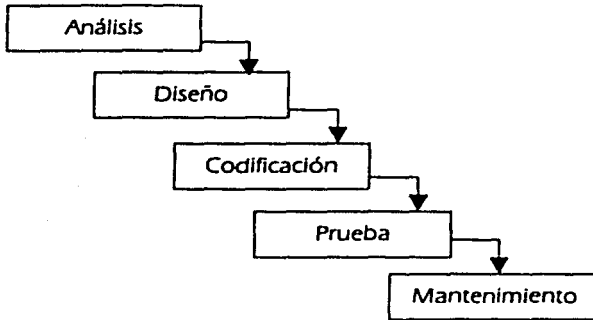 Análisis
Diseño
Codificación
Prueba
Mantenimiento